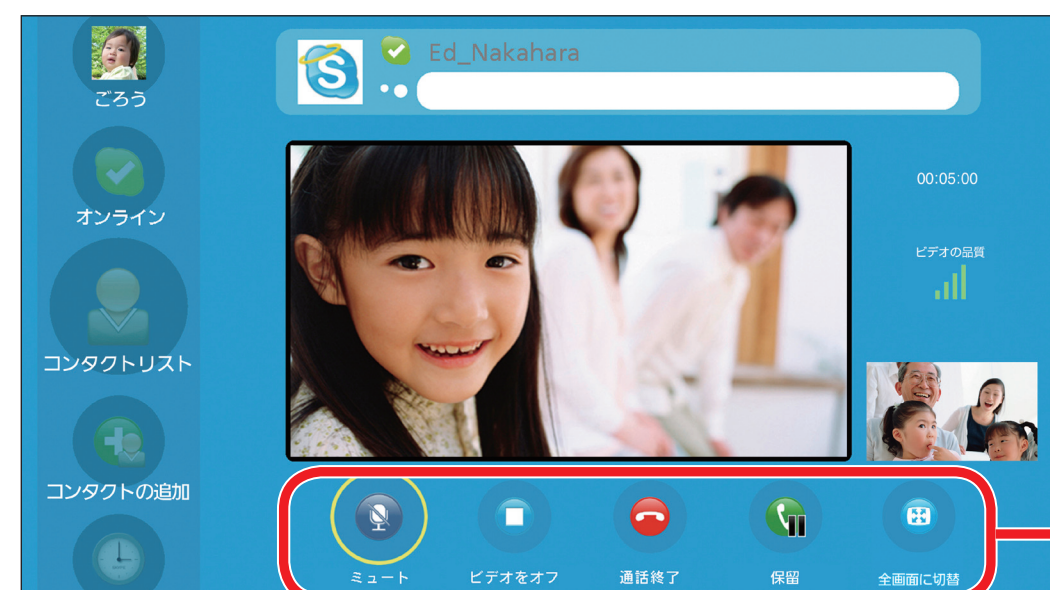 ごろう
オンライン
コンタクトリスト
コンタクトの追加
S
Ed_Nakahara
00:05:00
ビデオの品質
ミュート
ビデオをオフ
通話終了
保留
全画面に切替